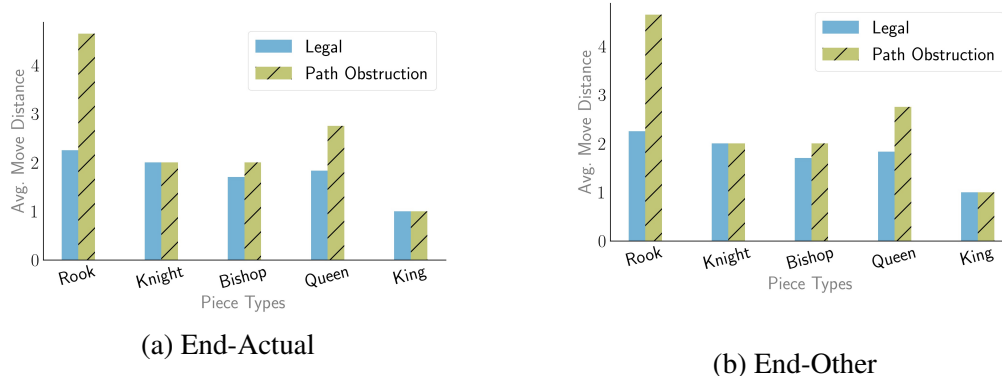 Avg. Move Distance
4
3
2
1
0
Legal
Path Obstruction
Rook
Knight
Bishop
Queen
King
Piece Types
(a) End-Actual
Avg. Move Distance
4
3
2
1
0
Legal
Path Obstruction
Rook
Knight
Bishop
Queen
King
Piece Types
(b) End-Other